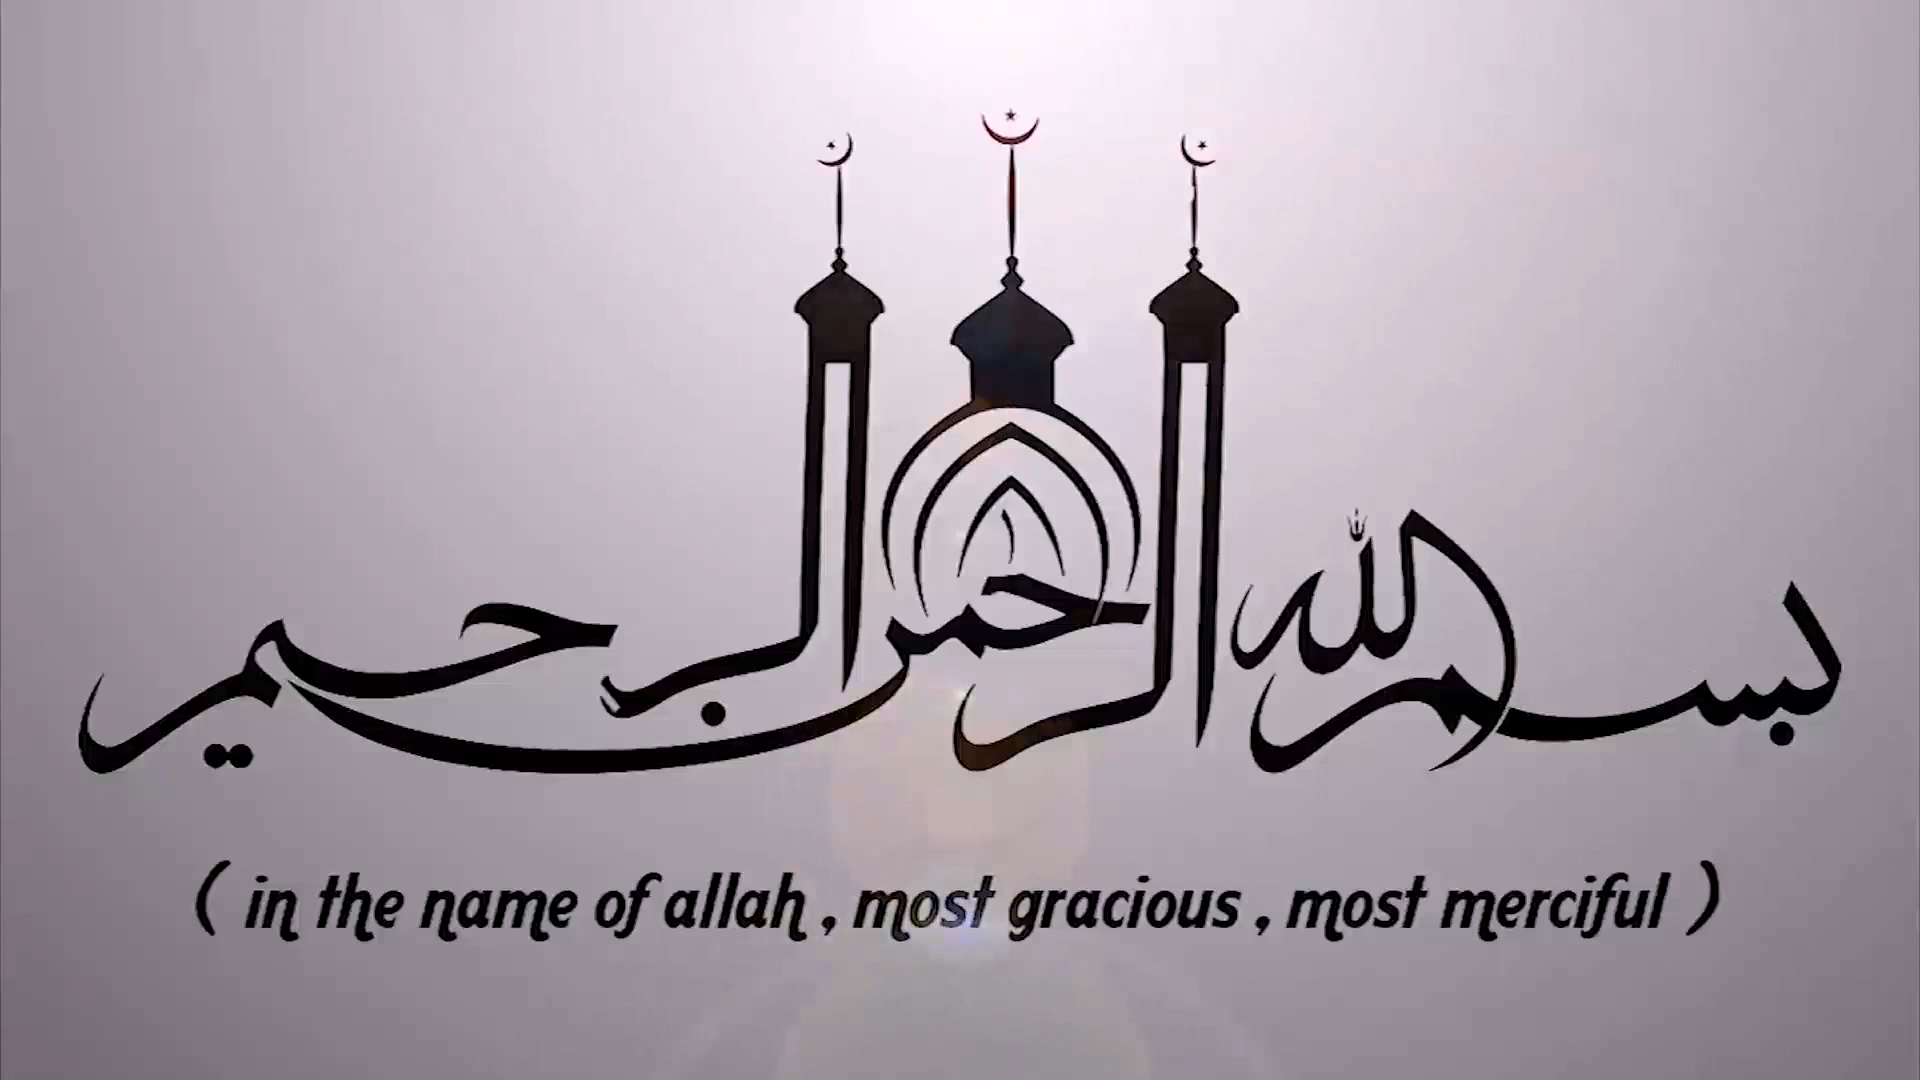 بسم الله الرحمن الرحيم
( in the name of allah , most gracious , most merciful )